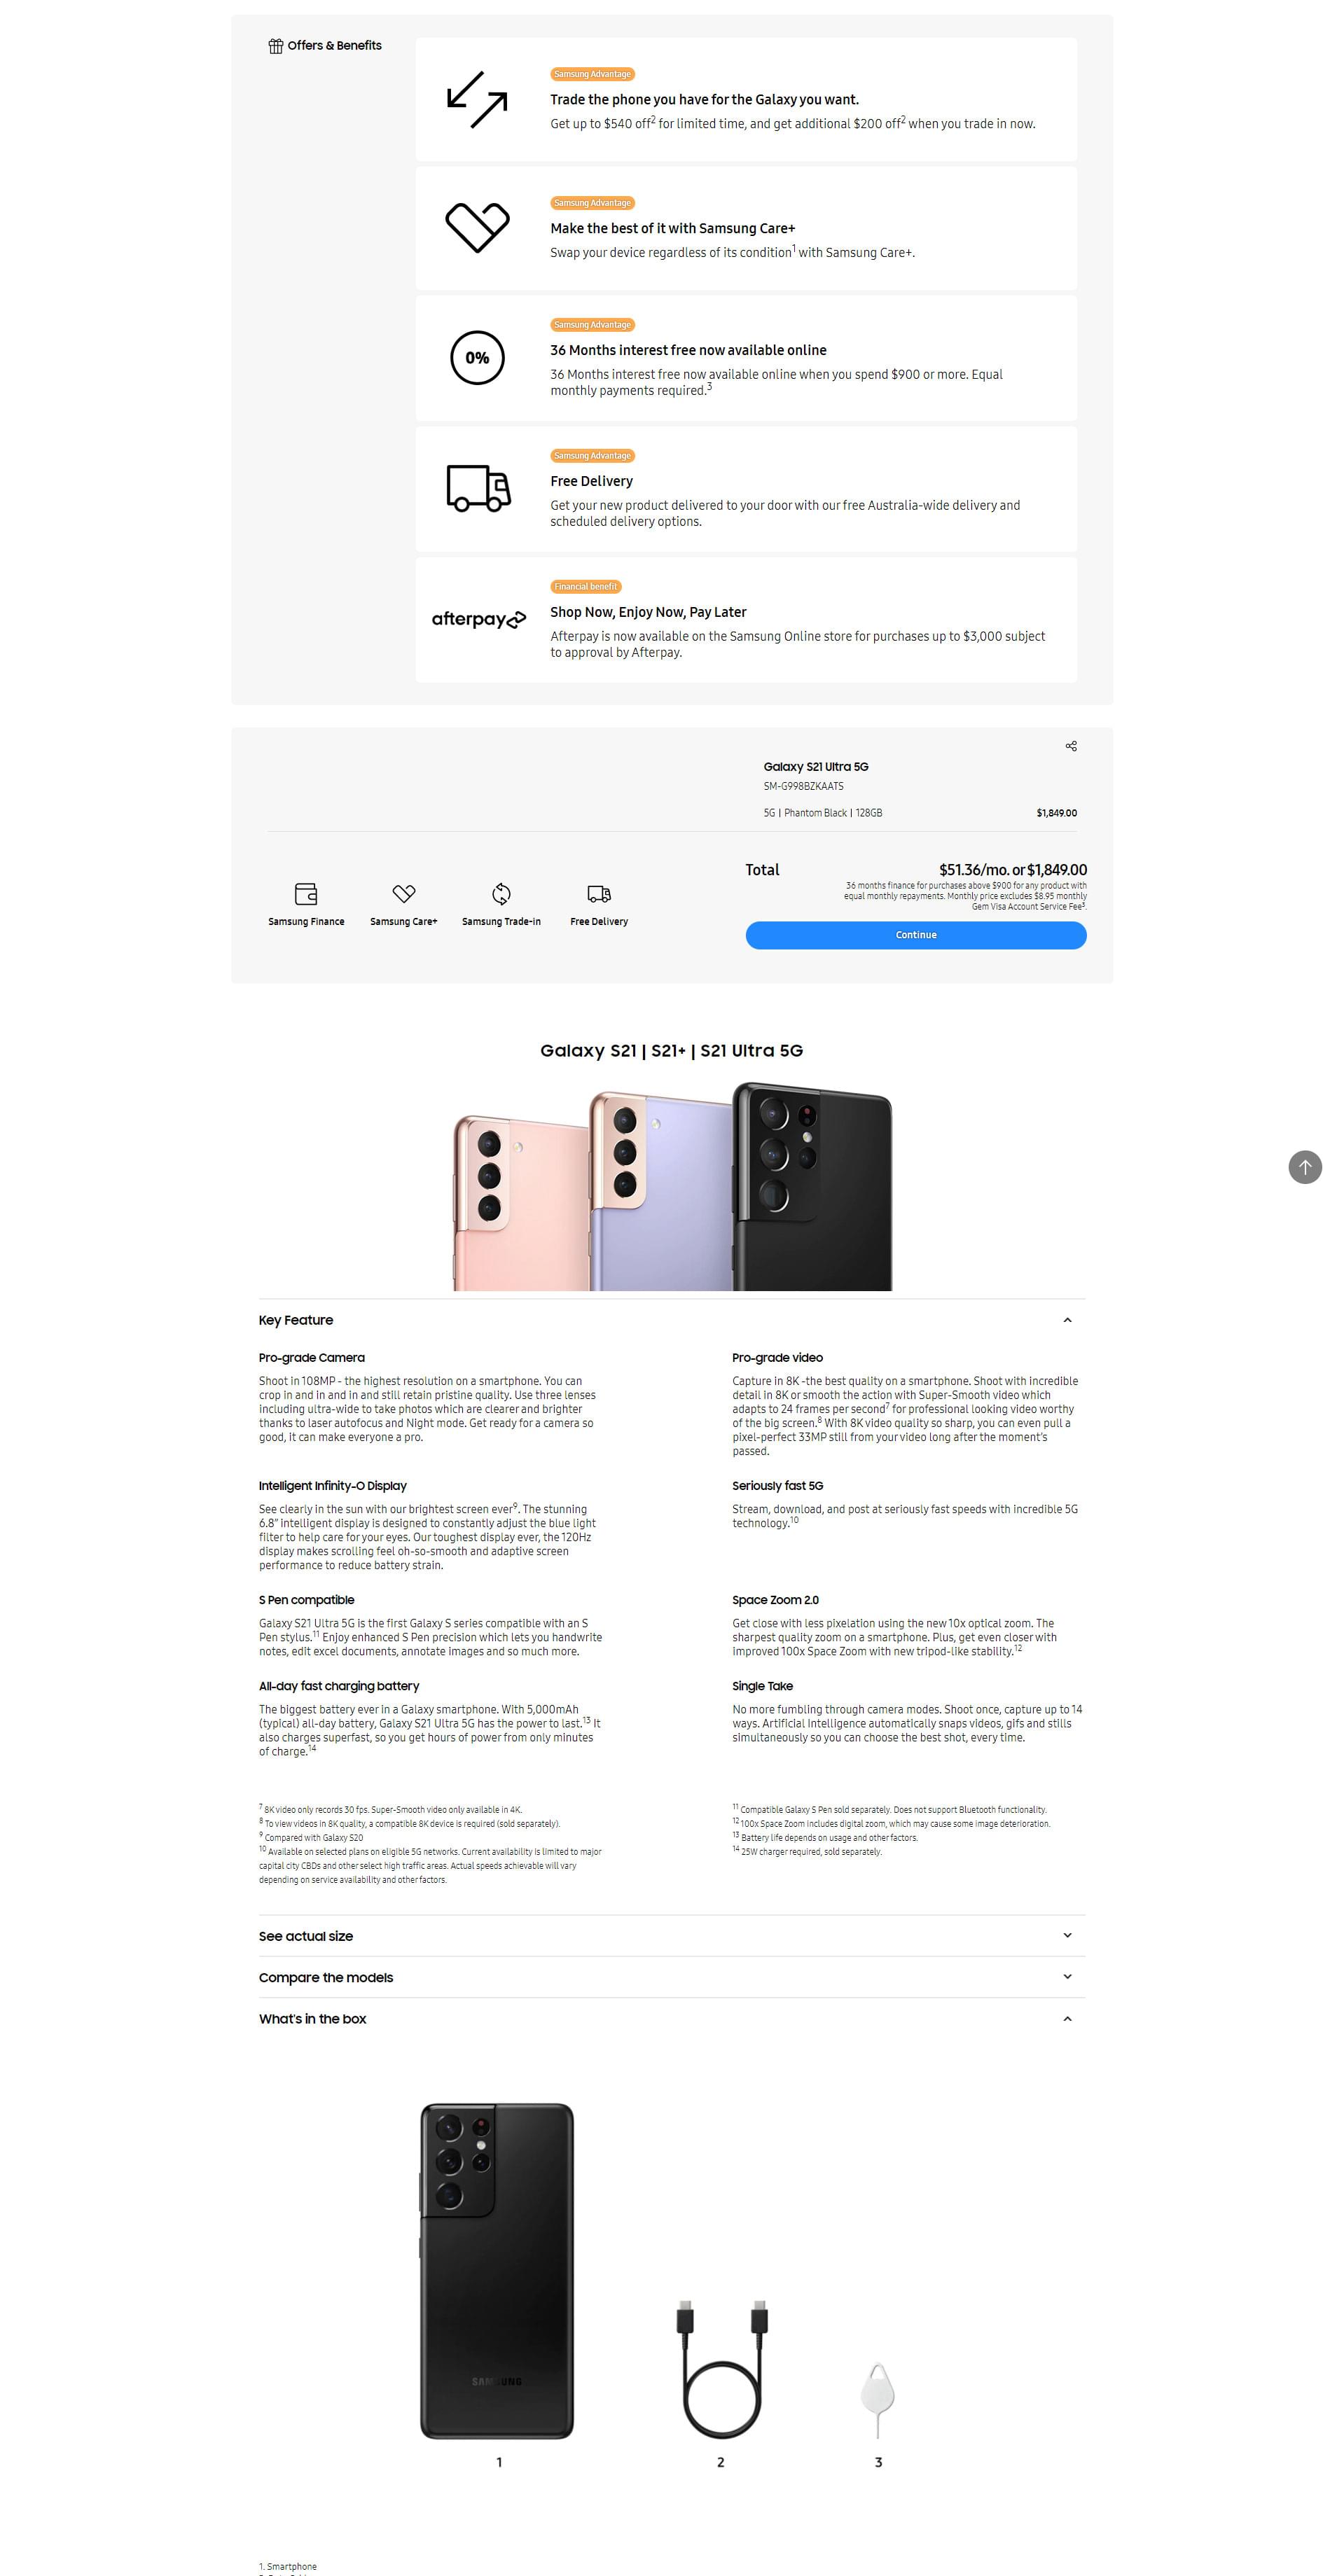 Offers & Benefits
Samsung Advantage
Trade the phone you have for the Galaxy you want.
Get up to $540 off2 for limited time, and get additional $200 off2 when you trade in now.
Samsung Advantage
Make the best of it with Samsung Care+
Swap your device regardless of its condition1 with Samsung Care+.
0%
Samsung Advantage
36 Months interest free now available online
36 Months interest free now available online when you spend $900 or more. Equal
monthly payments required.3
Samsung Advantage
Free Delivery
Get your new product delivered to your door with our free Australia-wide delivery and
scheduled delivery options.
afterpay
Financial benefit
Shop Now, Enjoy Now, Pay Later
Afterpay is now available on the Samsung Online store for purchases up to $3,000 subject
to approval by Afterpay.
Galaxy S21 Ultra 5G
SM-G998BZKAATS
5G | Phantom Black | 128GB
$1,849.00
Samsung Finance
Samsung Care+
Samsung Trade-in
Free Delivery
Total
$51.36/mo. or $1,849.00
36 months finance for purchases above $900 for any product with
equal monthly repayments. Monthly price excludes $8.95 monthly
Gem Visa Account Service Fee3.
Continue
Galaxy S21 | S21+ | S21 Ultra 5G
Key Feature
Pro-grade Camera
Shoot in 108MP - the highest resolution on a smartphone. You can
crop in and in and in and still retain pristine quality. Use three lenses
including ultra-wide to take photos which are clearer and brighter
thanks to laser autofocus and Night mode. Get ready for a camera so
good, it can make everyone a pro.
Pro-grade video
Capture in 8K -the best quality on a smartphone. Shoot with incredible
detail in 8K or smooth the action with Super-Smooth video which
adapts to 24 frames per second7 for professional looking video worthy
of the big screen.8 With 8K video quality so sharp, you can even pull a
pixel-perfect 33MP still from your video long after the moment's
passed.
Intelligent Infinity-O Display
See clearly in the sun with our brightest screen ever9. The stunning
6.8" intelligent display is designed to constantly adjust the blue light
filter to help care for your eyes. Our toughest display ever, the 120Hz
display makes scrolling feel oh-so-smooth and adaptive screen
performance to reduce battery strain.
Seriously fast 5G
Stream, download, and post at seriously fast speeds with incredible 5G
technology.10
S Pen compatible
Galaxy S21 Ultra 5G is the first Galaxy S series compatible with an S
Pen stylus.11 Enjoy enhanced S Pen precision which lets you handwrite
notes, edit excel documents, annotate images and so much more.
Space Zoom 2.0
Get close with less pixelation using the new 10x optical zoom. The
sharpest quality zoom on a smartphone. Plus, get even closer with
improved 100x Space Zoom with new tripod-like stability.12
All-day fast charging battery
The biggest battery ever in a Galaxy smartphone. With 5,000mAh
(typical) all-day battery, Galaxy S21 Ultra 5G has the power to last.13 It
also charges superfast, so you get hours of power from only minutes
of charge.14
Single Take
No more fumbling through camera modes. Shoot once, capture up to 14
ways. Artificial Intelligence automatically snaps videos, gifs and stills
simultaneously so you can choose the best shot, every time.
7 8K video only records 30 fps. Super-Smooth video only available in 4K.
8 To view videos in 8K quality, a compatible 8K device is required (sold separately).
9 Compared with Galaxy S20
10 Available on selected plans on eligible 5G networks. Current availability is limited to major
capital city CBDs and other select high traffic areas. Actual speeds achievable will vary
depending on service availability and other factors.
11 Compatible Galaxy S Pen sold separately. Does not support Bluetooth functionality.
12 100x Space Zoom includes digital zoom, which may cause some image deterioration.
13 Battery life depends on usage and other factors.
14 25W charger required, sold separately.
See actual size
Compare the models
What's in the box
SAMSUNG
1
2
3
1. Smartphone